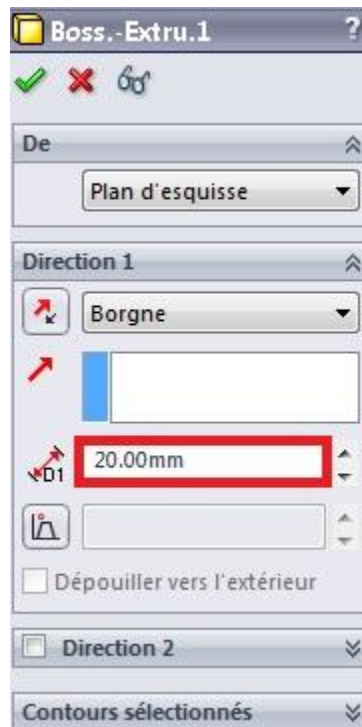 Boss.-Extru.1 ?
De
Plan d'esquisse
Direction 1
Borgne
D1 20.00mm
Dépouiller vers l'extérieur
Direction 2
Contours sélectionnés